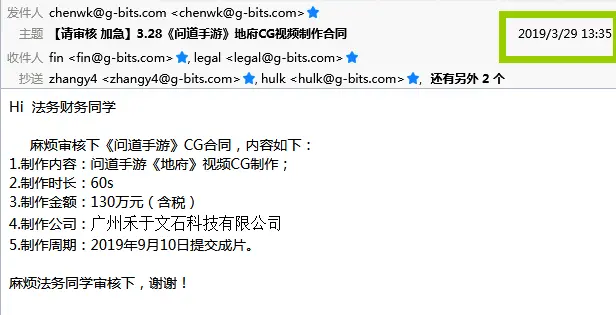 发件人 chenwk@g-bits.com <chenwk@g-bits.com>
主题 【请审核 加急】3.28《问道手游》地府CG视频制作合同 2019/3/29 13:35
收件人 fin <fin@g-bits.com>, legal <legal@g-bits.com>
抄送 zhangy4 <zhangy4@g-bits.com>, hulk <hulk@g-bits.com>, 还有另外 2 个
Hi 法务财务同学
麻烦审核下《问道手游》CG合同，内容如下：
1.制作内容：问道手游《地府》视频CG制作；
2.制作时长：60s
3.制作金额：130万元（含税）
4.制作公司：广州禾于文石科技有限公司
5.制作周期：2019年9月10日提交成片。
麻烦法务同学审核下，谢谢！